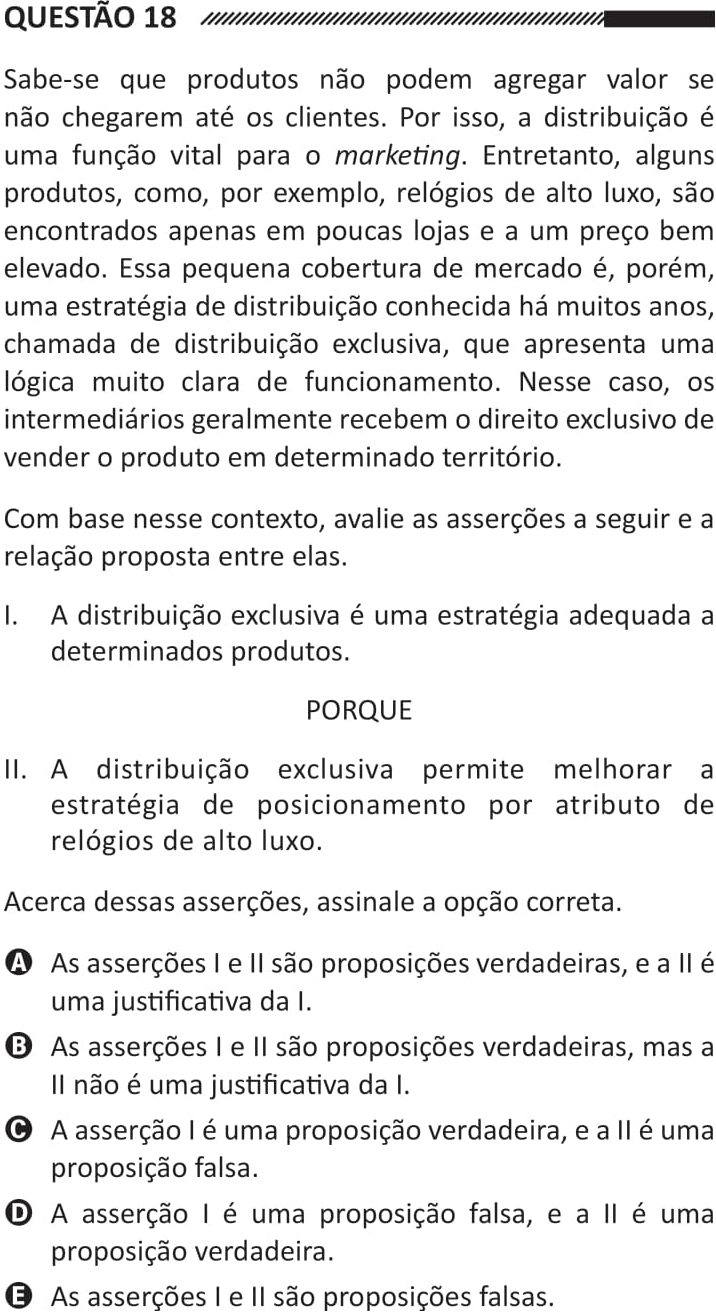 QUESTÃO 18
Sabe-se que produtos não podem agregar valor se
não chegarem até os clientes. Por isso, a distribuição é
uma função vital para o marketing. Entretanto, alguns
produtos, como, por exemplo, relógios de alto luxo, são
encontrados apenas em poucas lojas e a um preço bem
elevado. Essa pequena cobertura de mercado é, porém,
uma estratégia de distribuição conhecida há muitos anos,
chamada de distribuição exclusiva, que apresenta uma
lógica muito clara de funcionamento. Nesse caso, os
intermediários geralmente recebem o direito exclusivo de
vender o produto em determinado território.
Com base nesse contexto, avalie as asserções a seguir e a
relação proposta entre elas.
I. A distribuição exclusiva é uma estratégia adequada a
determinados produtos.
PORQUE
II. A distribuição exclusiva permite melhorar a
estratégia de posicionamento por atributo de
relógios de alto luxo.
Acerca dessas asserções, assinale a opção correta.
A As asserções I e II são proposições verdadeiras, e a II é
uma justificativa da I.
B As asserções I e II são proposições verdadeiras, mas a
II não é uma justificativa da I.
C A asserção I é uma proposição verdadeira, e a II é uma
proposição falsa.
D A asserção I é uma proposição falsa, e a II é uma
proposição verdadeira.
E As asserções I e II são proposições falsas.